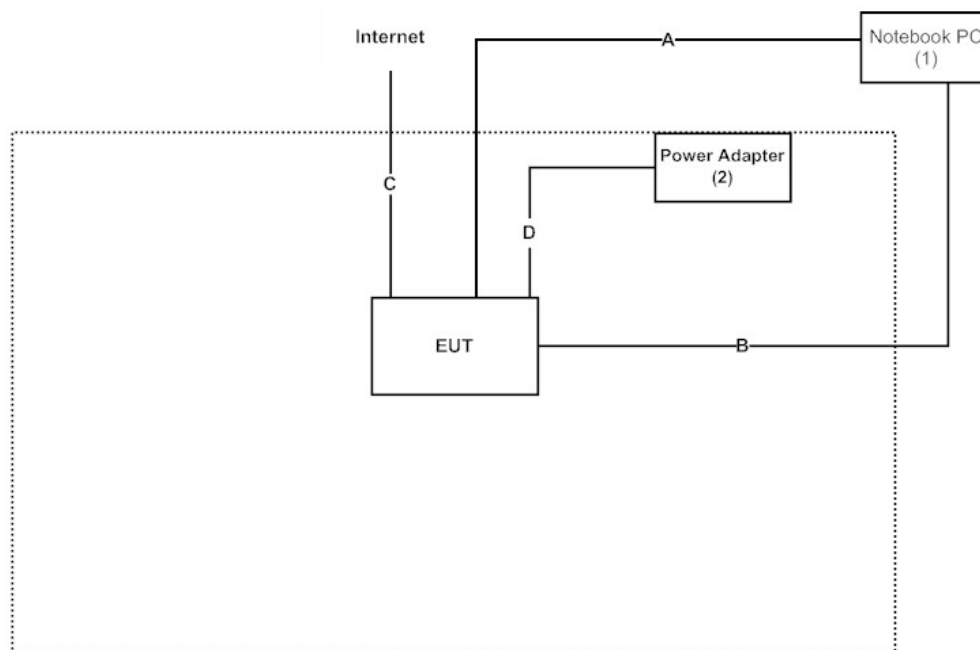 Internet
A
Notebook PC
(1)
Power Adapter
(2)
C
D
EUT
B